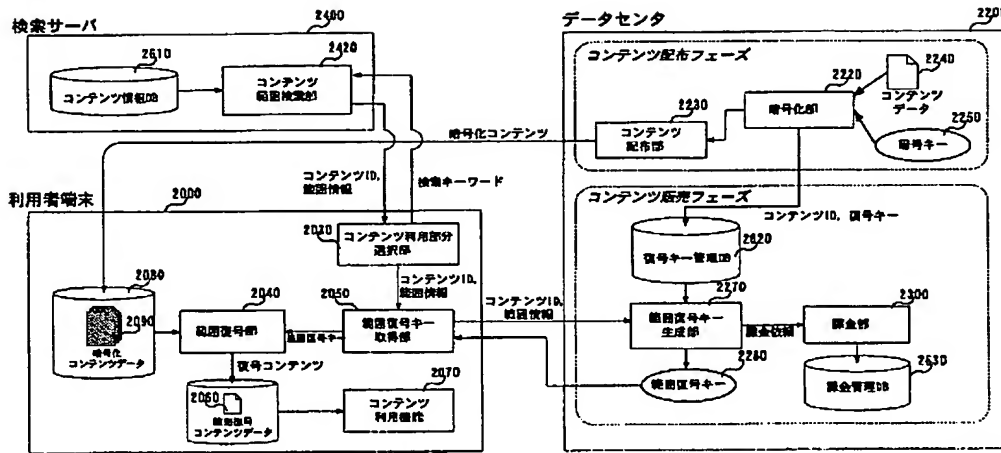 検索サーバ
2400
2610
コンテンツ情報DB
2420
コンテンツ
範囲検索部
データセンタ
2200
コンテンツ配布フェーズ
2240
コンテンツ
データ
2220
暗号化部
2230
コンテンツ
配布部
2250
暗号キー
暗号化コンテンツ
コンテンツID,
範囲情報
検索キーワード
利用者端末
2000
2020
コンテンツ利用部分
選択部
コンテンツID,
範囲情報
2080
2090
暗号化
コンテンツデータ
2040
範囲復号部
2050
範囲復号キー
取得部
範囲復号キー
復号コンテンツ
2060
範囲復号
コンテンツデータ
2070
コンテンツ
利用機能
コンテンツID,
範囲情報
コンテンツ販売フェーズ
コンテンツID, 復号キー
2620
復号キー管理DB
2270
範囲復号キー
生成部
課金依頼
2300
課金部
2280
範囲復号キー
2630
課金管理DB